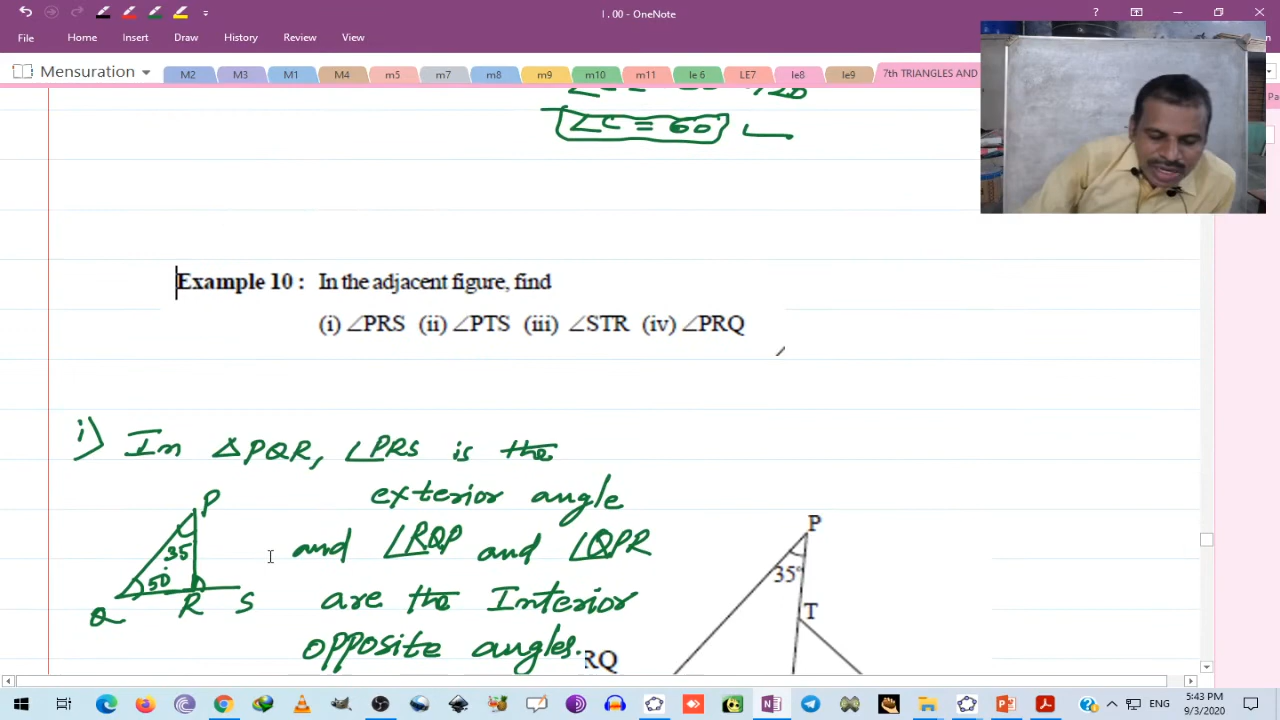 1.00 - OneNote
File Home Insert Draw History Review View
Mensuration M2 M3 M1 M4 m5 m7 m8 m9 m10 m11 le 6 LE7 le8 le9 7th TRIANGLES AND
Pa
∠C = 60
Example 10 : In the adjacent figure, find
(i) ∠PRS (ii) ∠PTS (iii) ∠STR (iv) ∠PRQ
i) In △PQR, ∠PRS is the
exterior angle
and ∠RQP and ∠QPR
are the Interior
opposite angles.
P
35
50
Q R S
P
35°
T
RQ
ENG
5:43 PM
9/3/2020